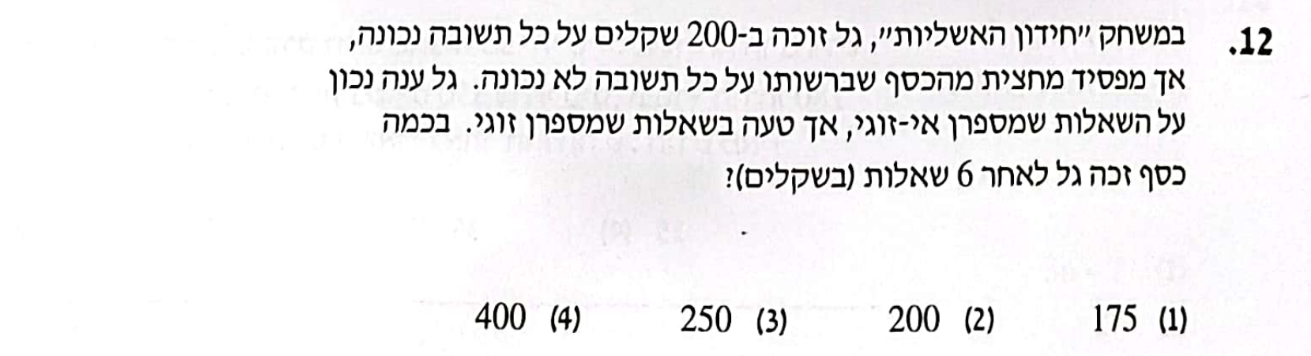 12. במשחק "חידון האשליות", גל זוכה ב-200 שקלים על כל תשובה נכונה,
אך מפסיד מחצית מהכסף שברשותו על כל תשובה לא נכונה. גל ענה נכון
על השאלות שמספרן אי-זוגי, אך טעה בשאלות שמספרן זוגי. בכמה
כסף זכה גל לאחר 6 שאלות (בשקלים)?
(1) 175 (2) 200 (3) 250 (4) 400